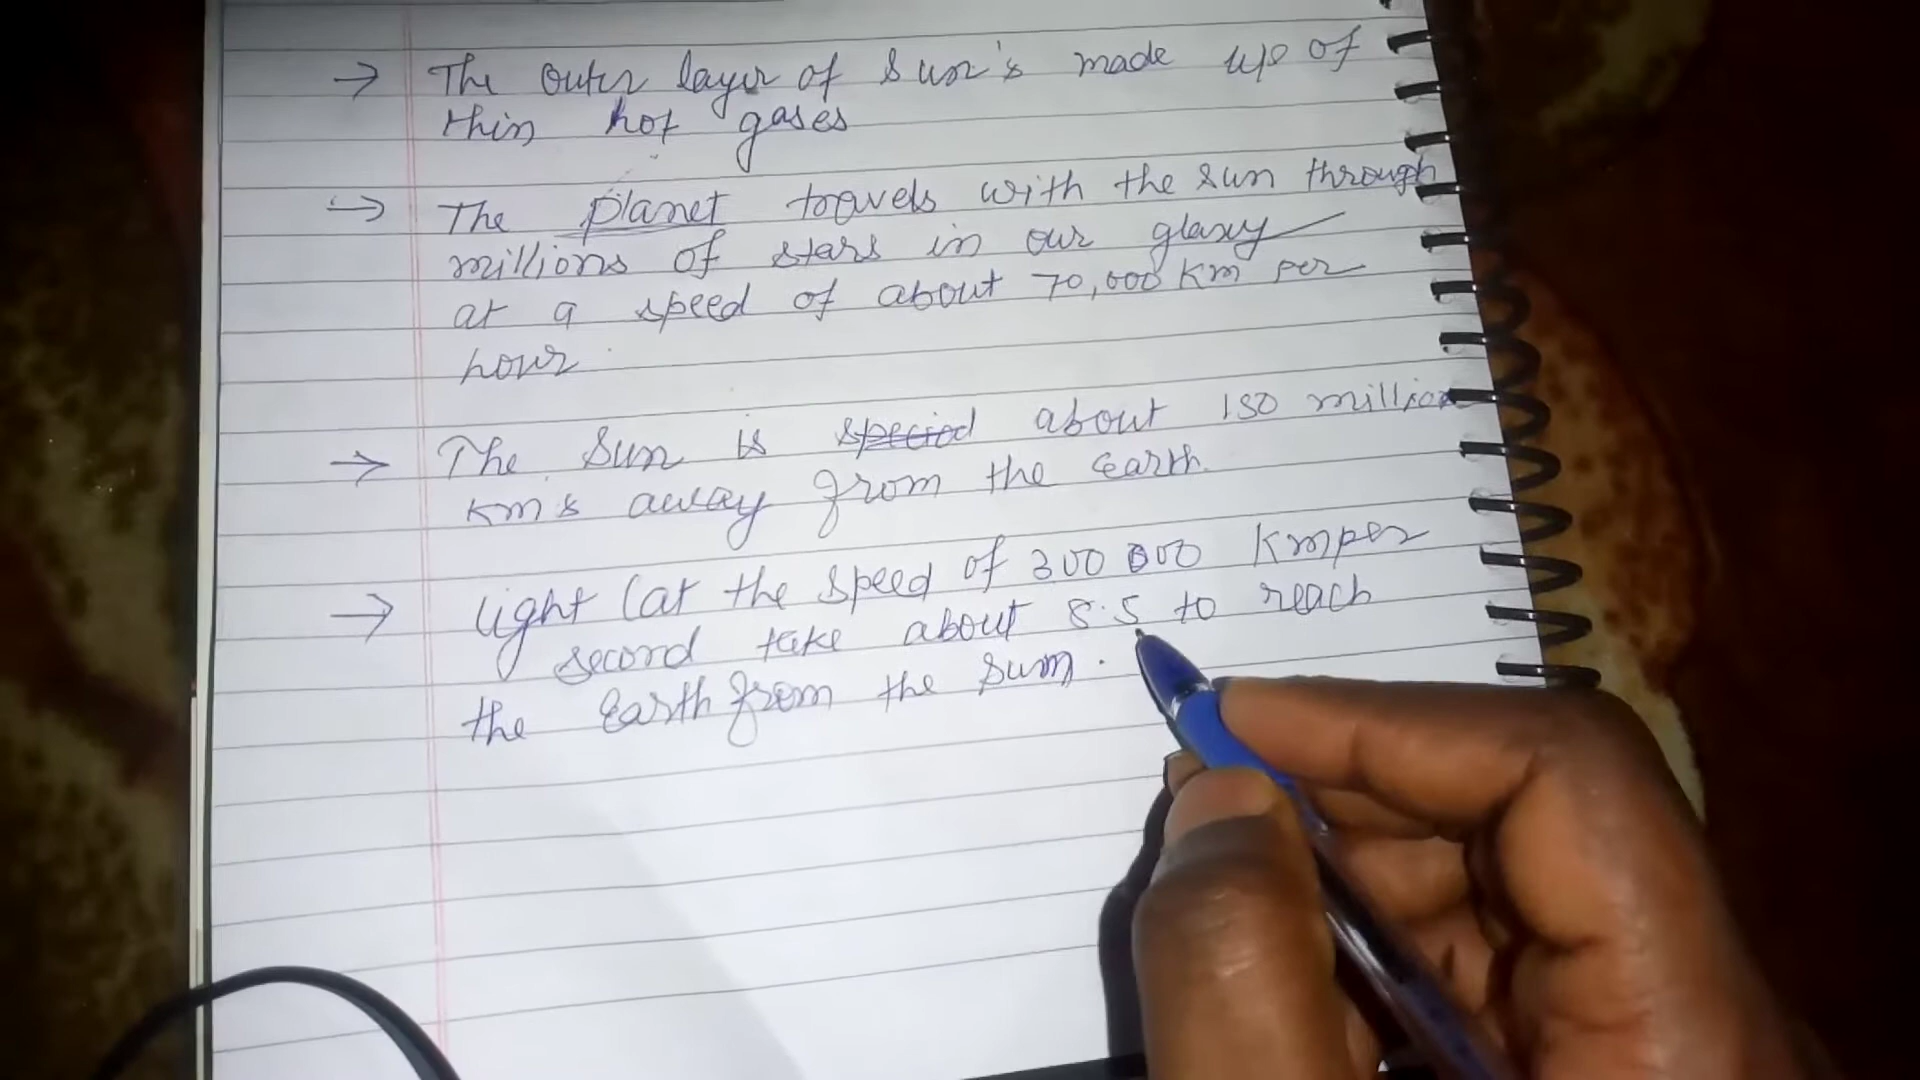 → The outer layer of Sun's made up of
thin hot gases
→ The planet travels with the sun through
millions of stars in our glaxy
at a speed of about 70,000 Km per
hour
→ The Sun is about 150 million
Km's away from the Earth.
→ light (at the speed of 300 000 Km per
second take about 8.5 to reach
the Earth from the Sun.